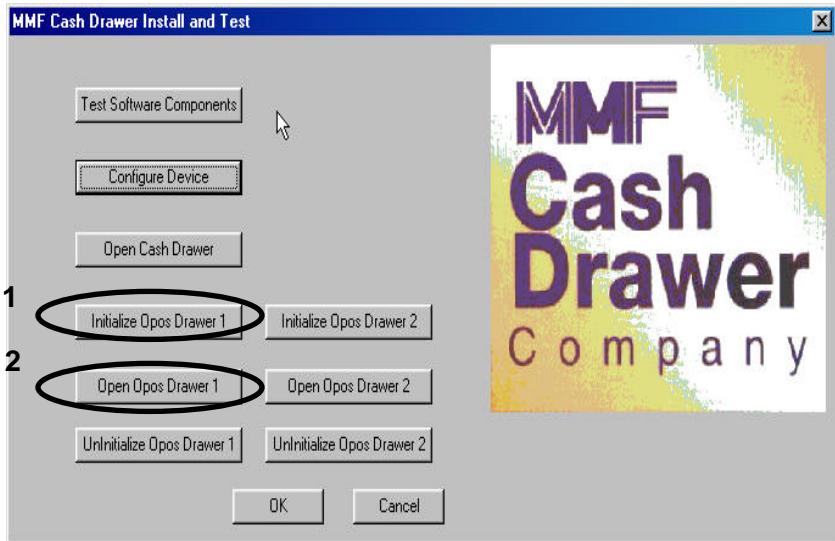 MMF Cash Drawer Install and Test
Test Software Components
Configure Device
Open Cash Drawer
1
Initialize Opos Drawer 1 Initialize Opos Drawer 2
2
Open Opos Drawer 1 Open Opos Drawer 2
UnInitialize Opos Drawer 1 UnInitialize Opos Drawer 2
OK Cancel
MMF
Cash
Drawer
Company